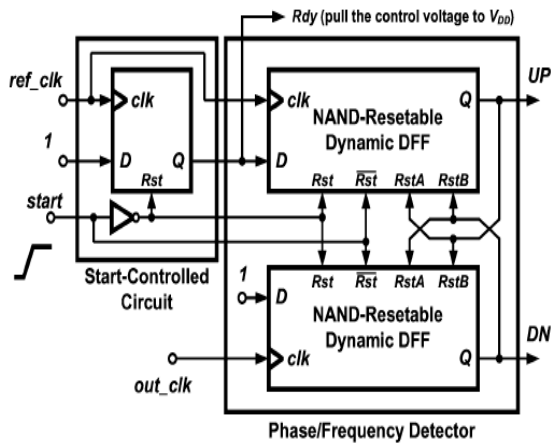 Rdy (pull the control voltage to VDD)
ref_clk
clk
1
D
Q
Rst
start
Start-Controlled
Circuit
clk
NAND-Resetable
Dynamic DFF
D
Q
UP
Rst
Rst
RstA
RstB
Rst
Rst
RstA
RstB
1
D
NAND-Resetable
Dynamic DFF
clk
Q
DN
out_clk
Phase/Frequency Detector